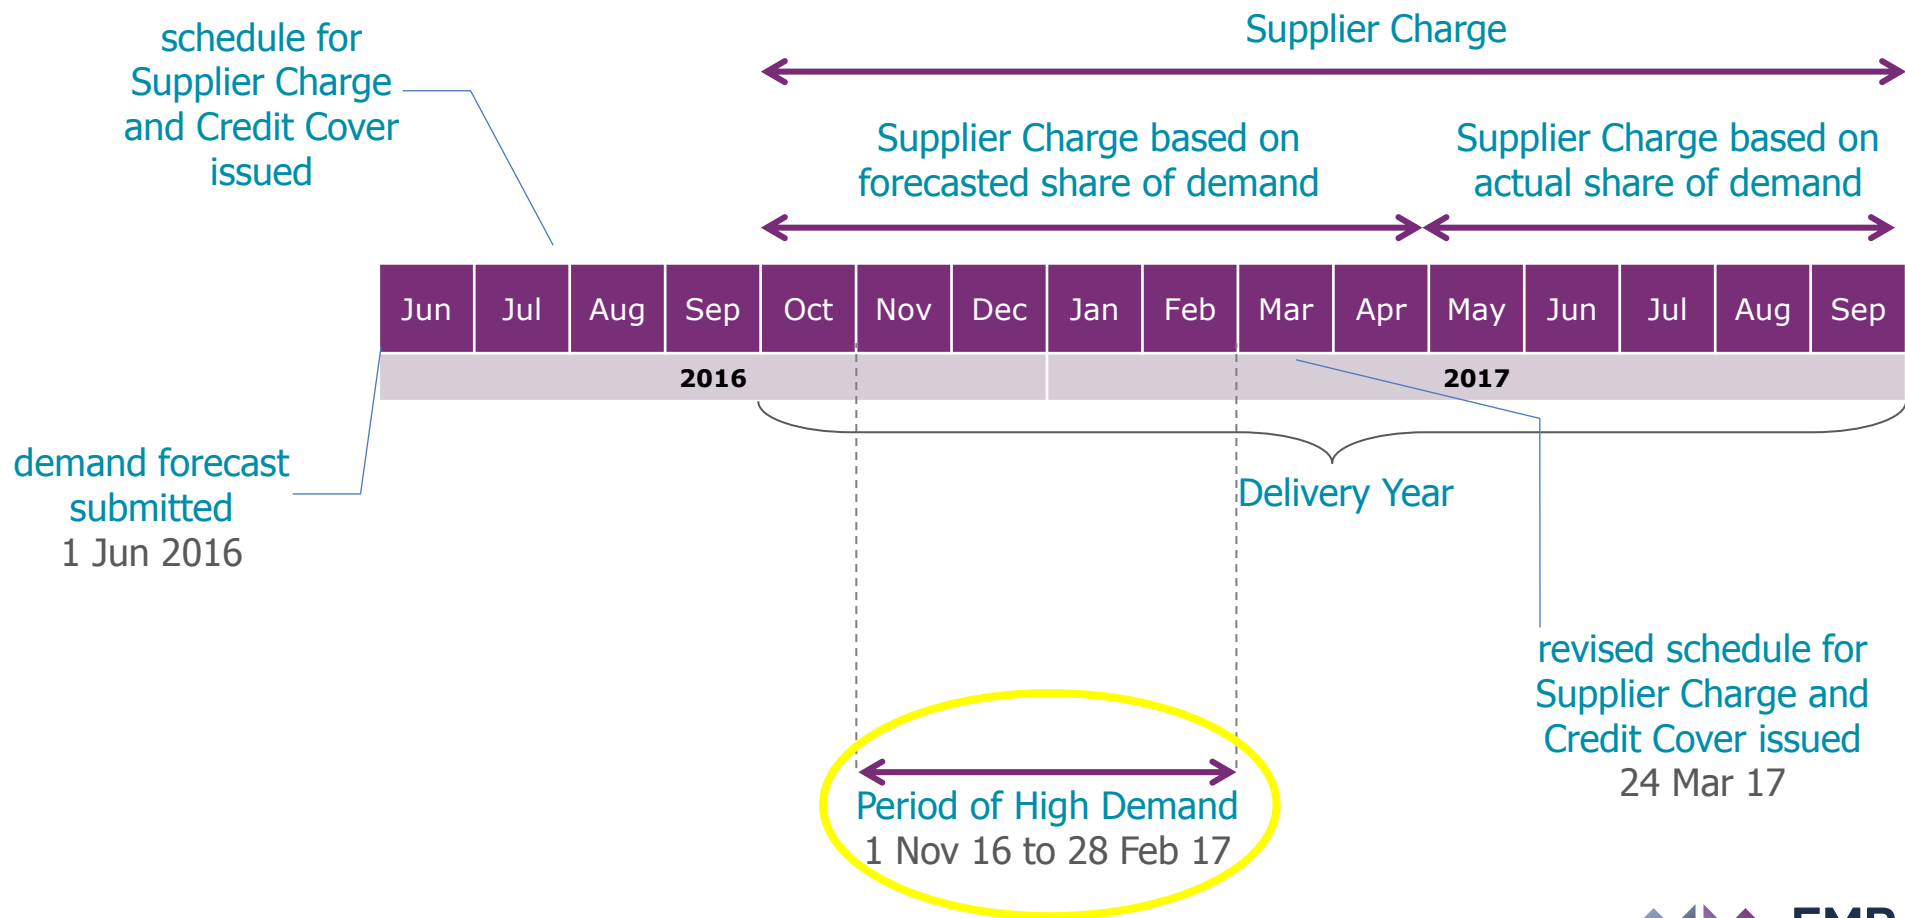 schedule for
Supplier Charge
and Credit Cover
issued
Supplier Charge
Supplier Charge based on
forecasted share of demand
Supplier Charge based on
actual share of demand
Jun Jul Aug Sep Oct Nov Dec Jan Feb Mar Apr May Jun Jul Aug Sep
2016 2017
demand forecast
submitted
1 Jun 2016
Delivery Year
revised schedule for
Supplier Charge and
Credit Cover issued
24 Mar 17
Period of High Demand
1 Nov 16 to 28 Feb 17
EMR